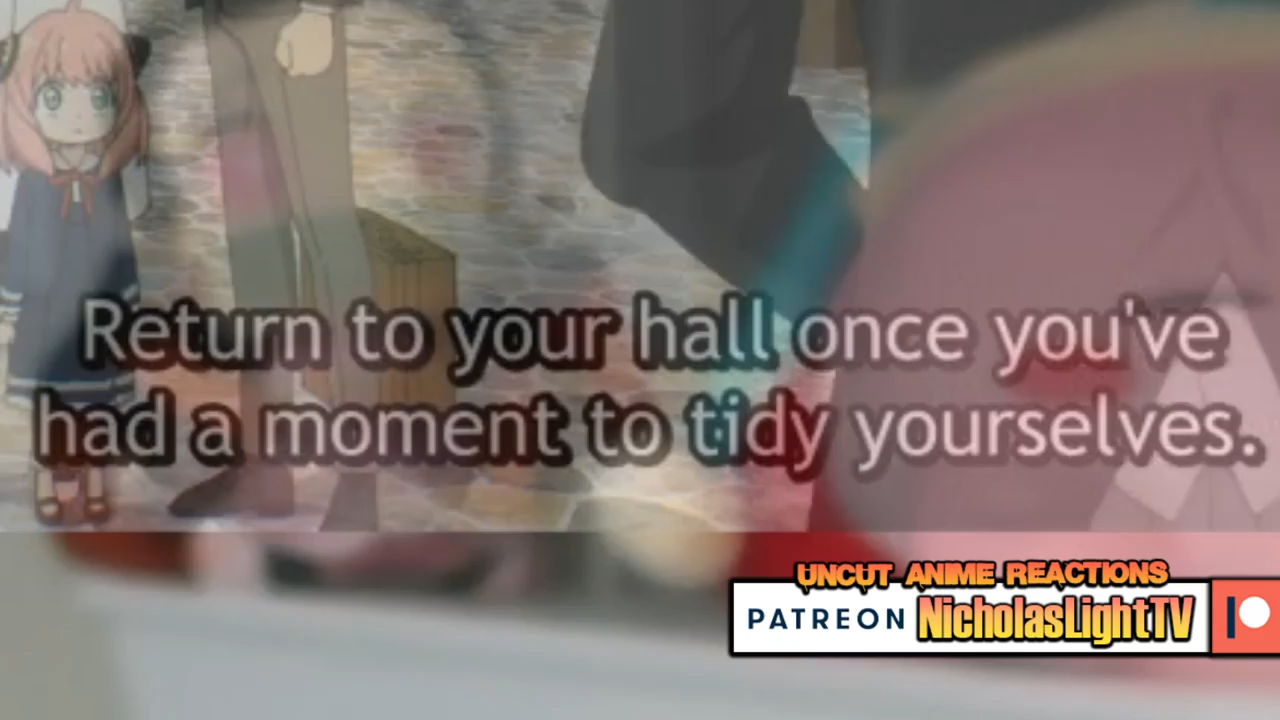 Return to your hall once you've
had a moment to tidy yourselves.
UNCUT ANIME REACTIONS
PATREON NicholasLightTV